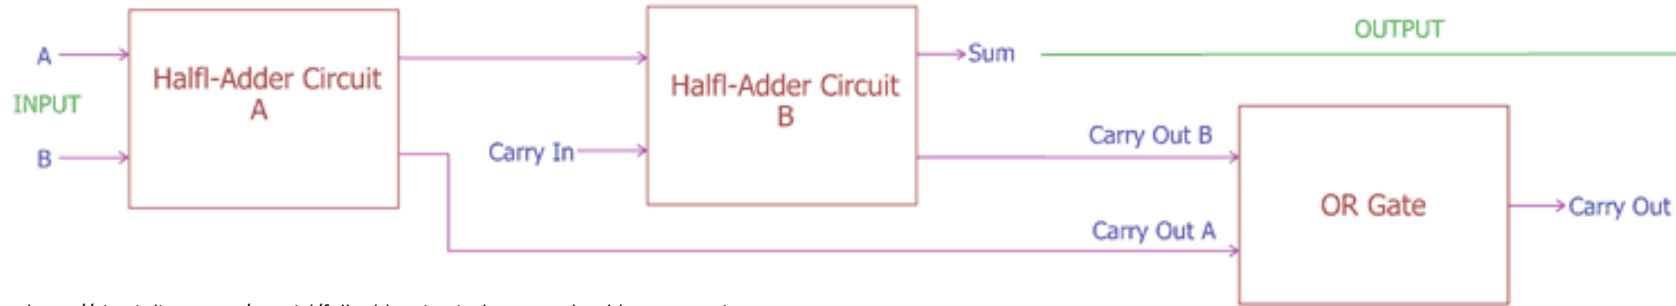 OUTPUT
A
Halfl-Adder Circuit
A
INPUT
B
Halfl-Adder Circuit
B
Carry In
Sum
Carry Out B
Carry Out A
OR Gate
Carry Out